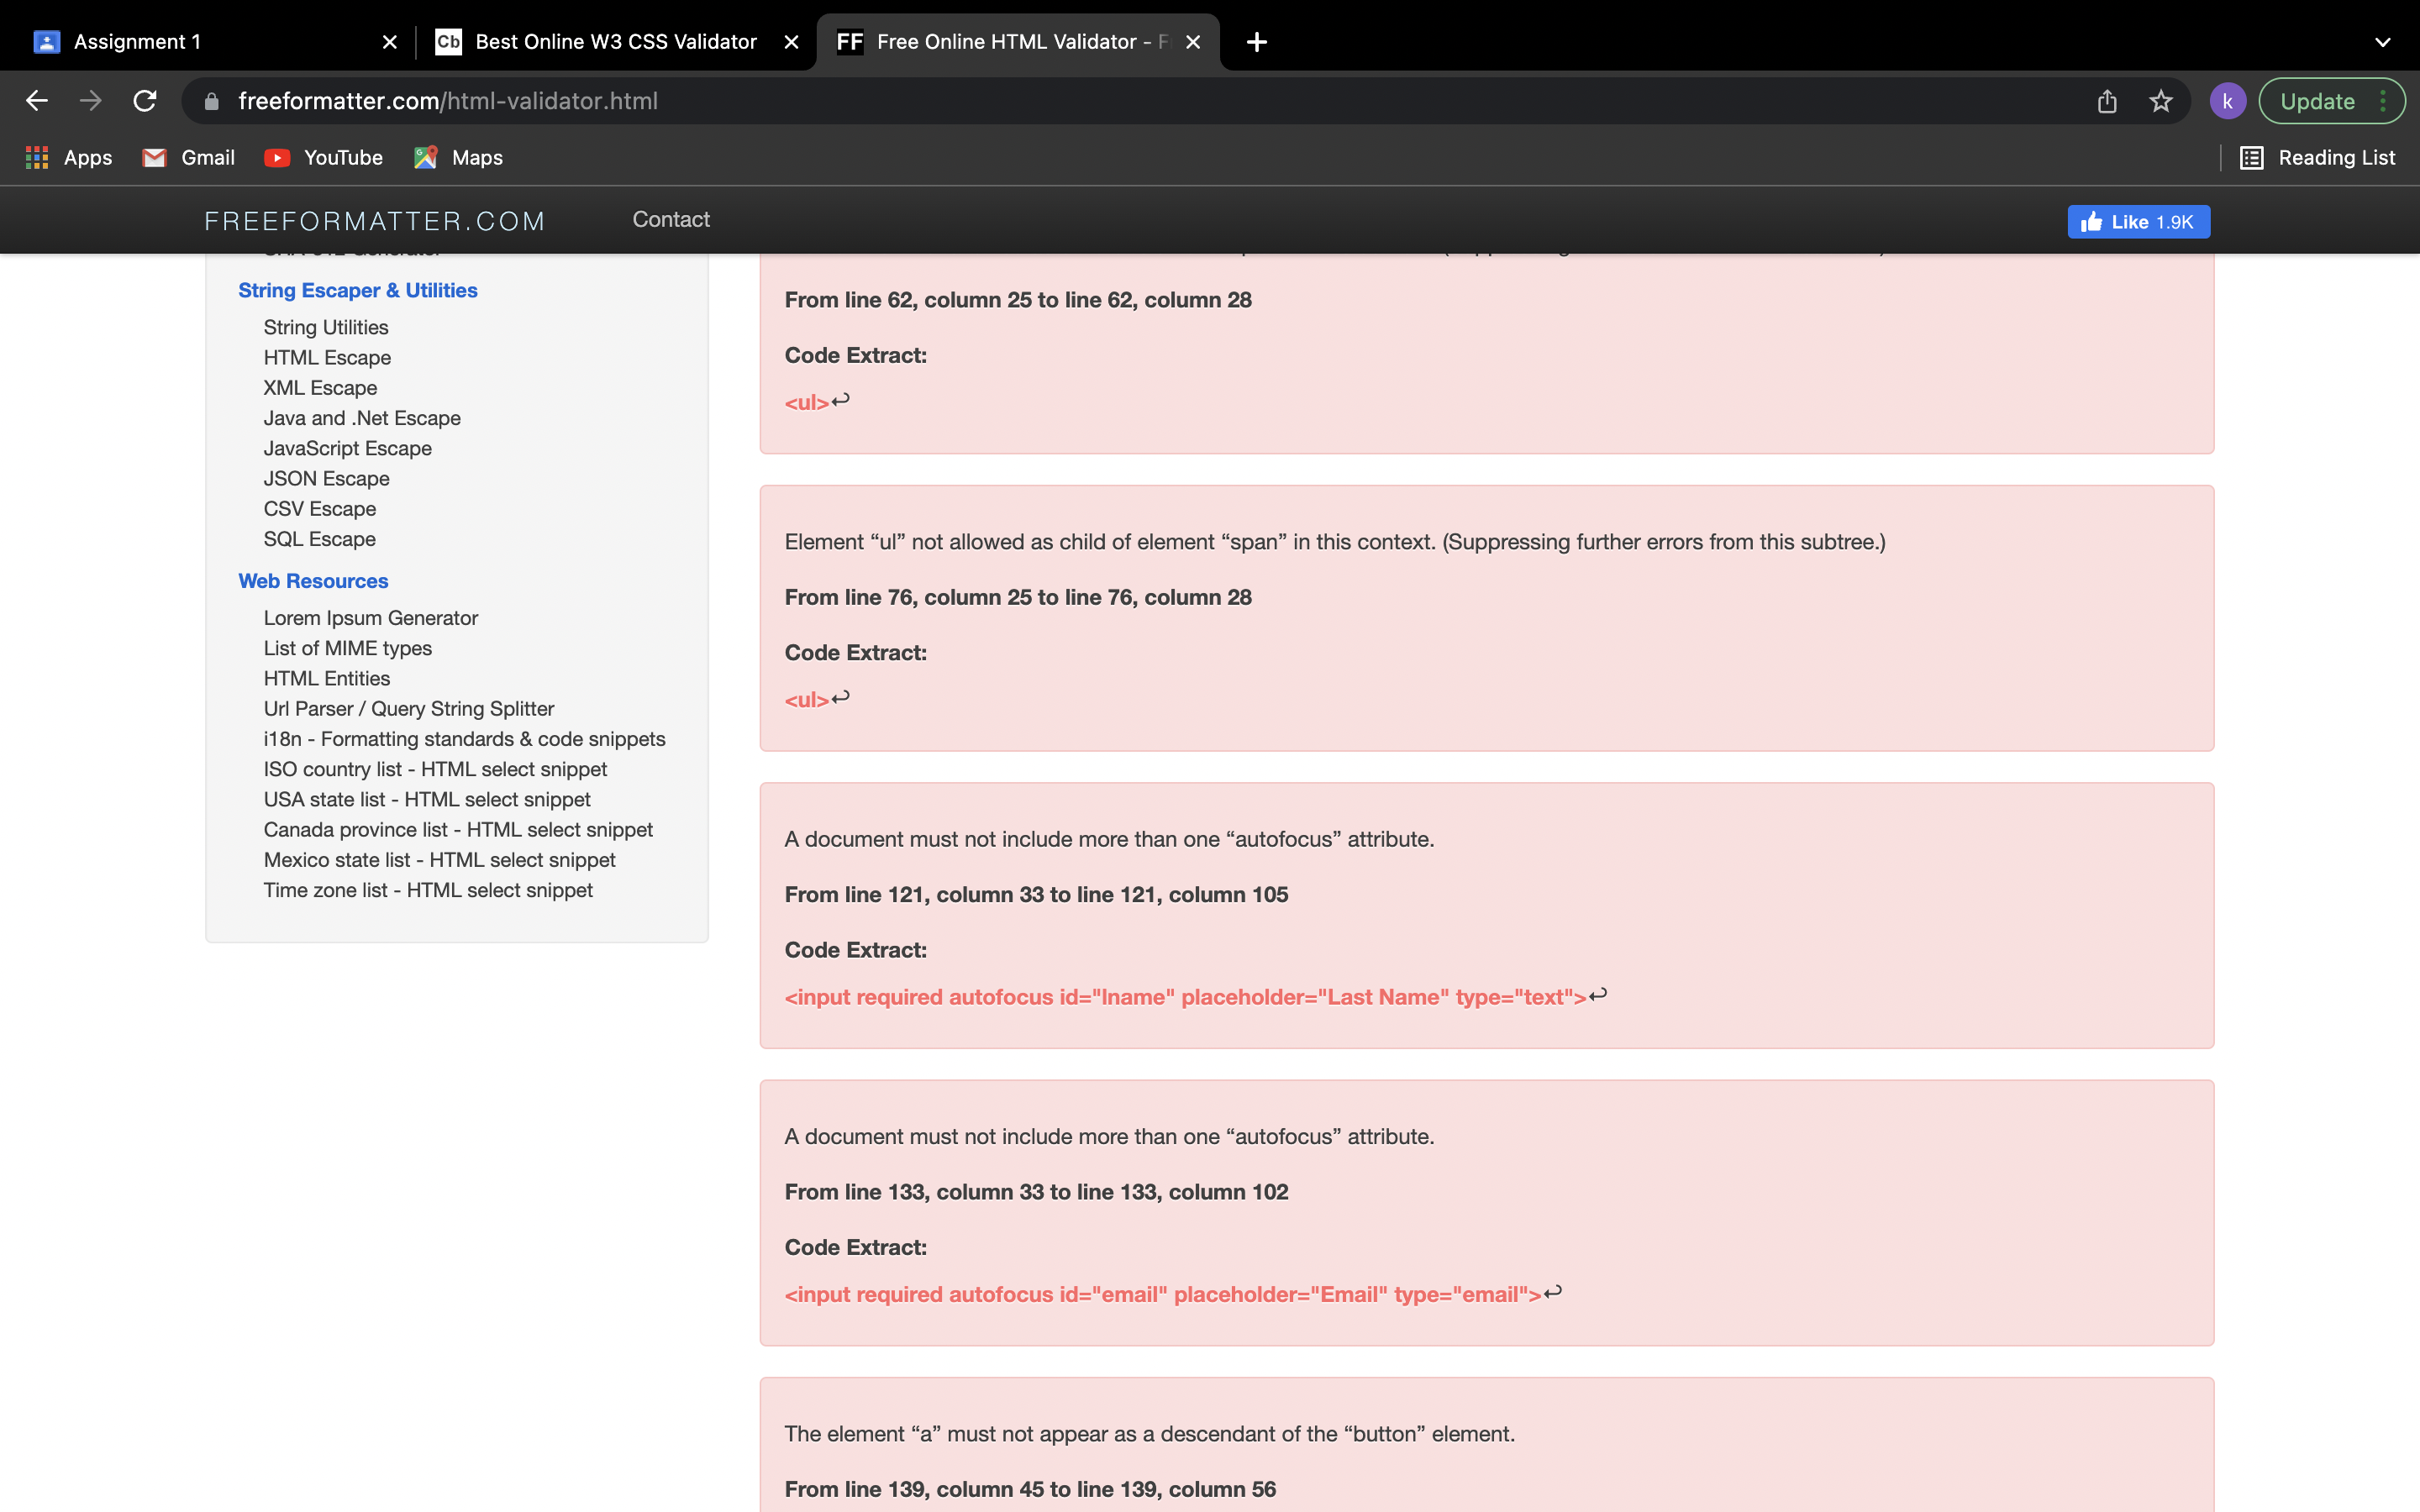 Assignment 1
Cb Best Online W3 CSS Validator
FF Free Online HTML Validator - F
freeformatter.com/html-validator.html
k
Update
Apps
Gmail
YouTube
Maps
Reading List
FREEFORMATTER.COM
Contact
Like 1.9K
String Escaper & Utilities
String Utilities
HTML Escape
XML Escape
Java and .Net Escape
JavaScript Escape
JSON Escape
CSV Escape
SQL Escape
Web Resources
Lorem Ipsum Generator
List of MIME types
HTML Entities
Url Parser / Query String Splitter
i18n - Formatting standards & code snippets
ISO country list - HTML select snippet
USA state list - HTML select snippet
Canada province list - HTML select snippet
Mexico state list - HTML select snippet
Time zone list - HTML select snippet
From line 62, column 25 to line 62, column 28
Code Extract:
<ul>↩
Element “ul” not allowed as child of element “span” in this context. (Suppressing further errors from this subtree.)
From line 76, column 25 to line 76, column 28
Code Extract:
<ul>↩
A document must not include more than one “autofocus” attribute.
From line 121, column 33 to line 121, column 105
Code Extract:
<input required autofocus id="lname" placeholder="Last Name" type="text">↩
A document must not include more than one “autofocus” attribute.
From line 133, column 33 to line 133, column 102
Code Extract:
<input required autofocus id="email" placeholder="Email" type="email">↩
The element “a” must not appear as a descendant of the “button” element.
From line 139, column 45 to line 139, column 56